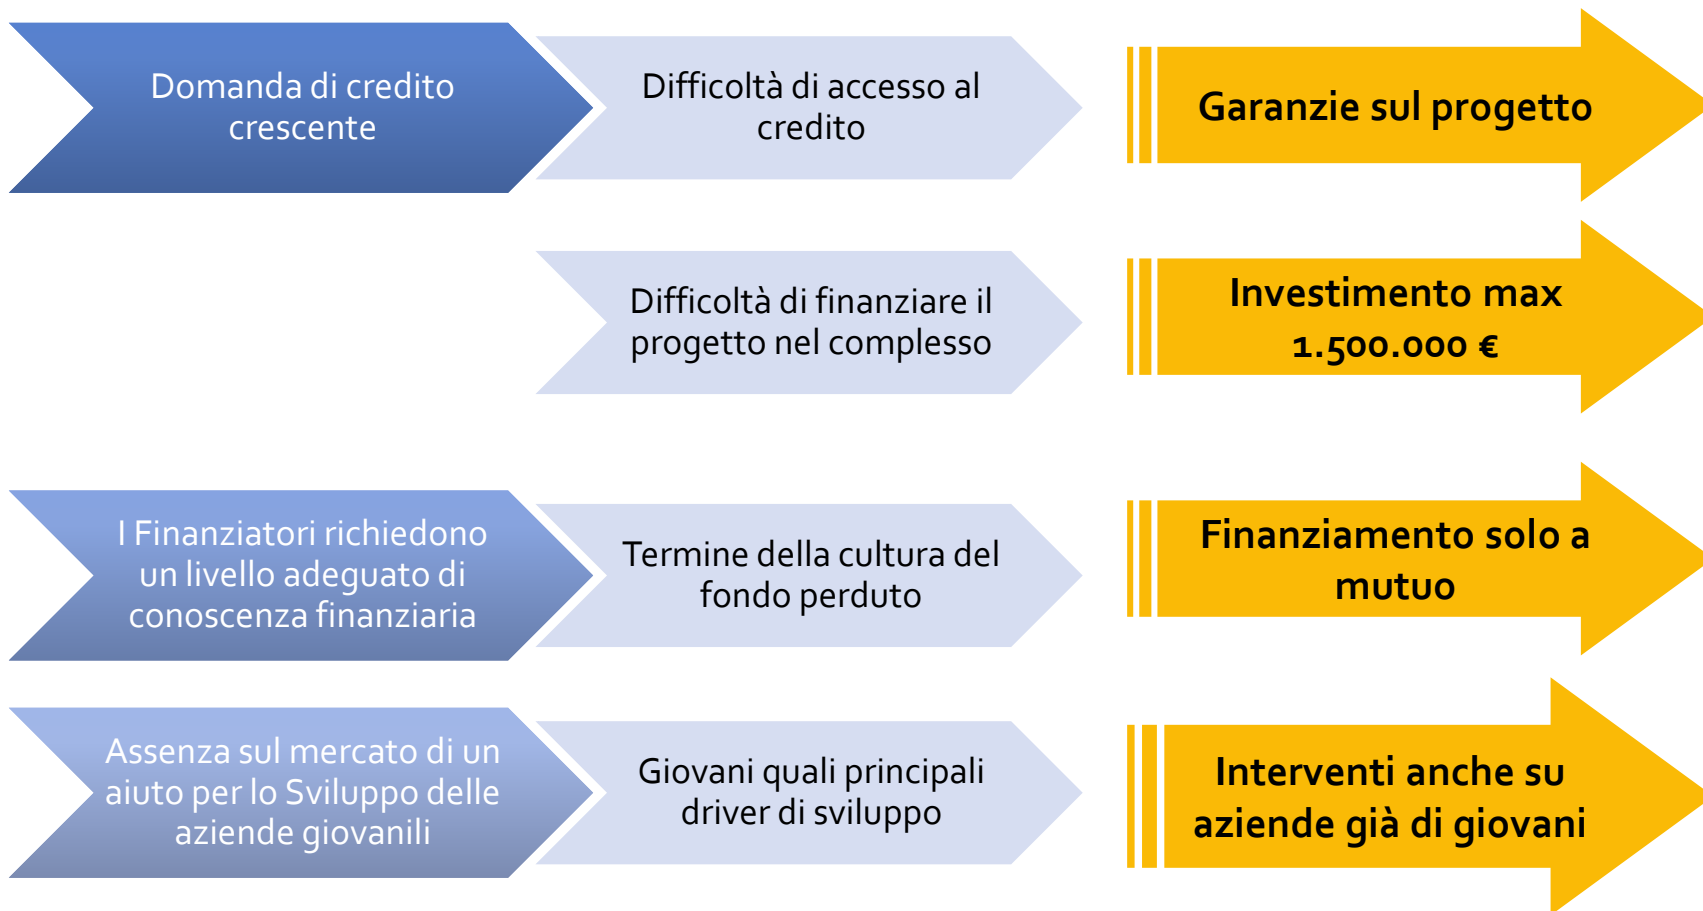 Domanda di credito
crescente
Difficoltà di accesso al
credito
Garanzie sul progetto
Difficoltà di finanziare il
progetto nel complesso
Investimento max
1.500.000 €
I Finanziatori richiedono
un livello adeguato di
conoscenza finanziaria
Termine della cultura del
fondo perduto
Finanziamento solo a
mutuo
Assenza sul mercato di un
aiuto per lo Sviluppo delle
aziende giovanili
Giovani quali principali
driver di sviluppo
Interventi anche su
aziende già di giovani